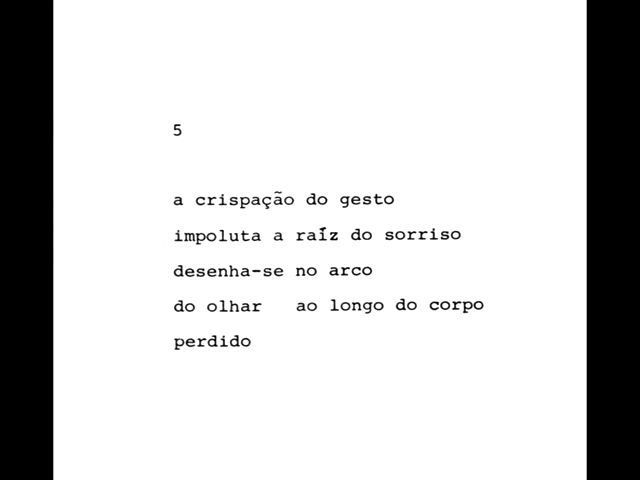 5
a crispação do gesto
impoluta a raíz do sorriso
desenha-se no arco
do olhar   ao longo do corpo
perdido